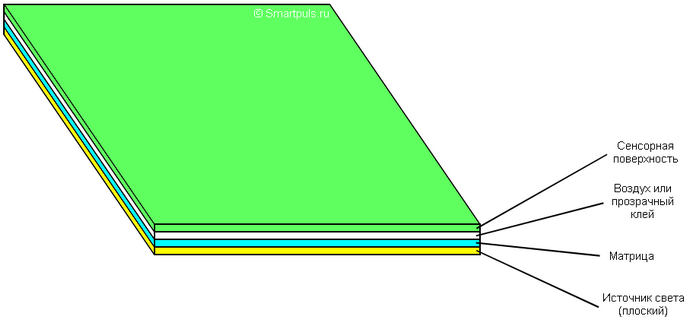 © Smartpuls.ru
Сенсорная
поверхность
Воздух или
прозрачный
клей
Матрица
Источник света
(плоский)